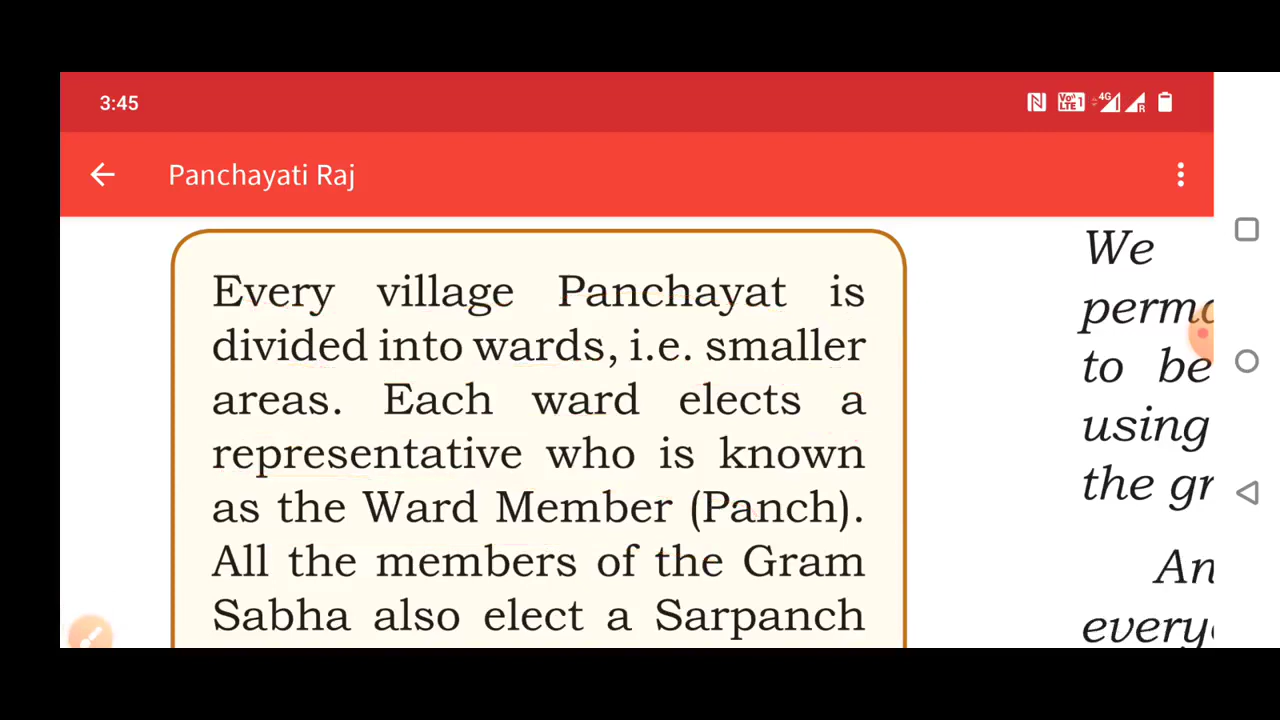 3:45
Panchayati Raj
Every village Panchayat is
divided into wards, i.e. smaller
areas. Each ward elects a
representative who is known
as the Ward Member (Panch).
All the members of the Gram
Sabha also elect a Sarpanch
We
to be
using
the gr
An